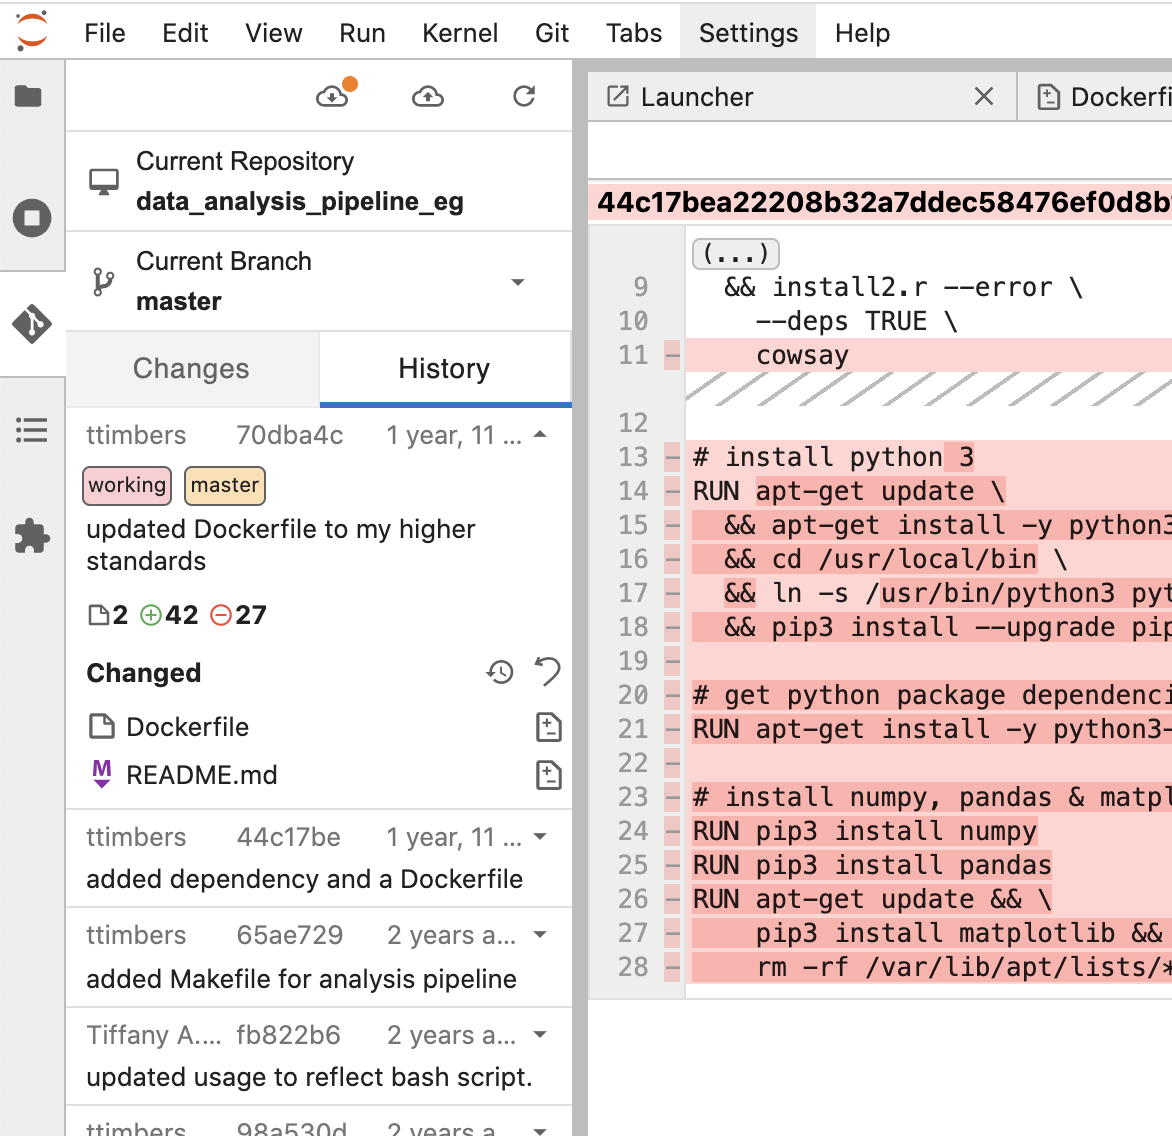 File Edit View Run Kernel Git Tabs Settings Help
Current Repository
data_analysis_pipeline_eg
Current Branch
master
Changes History
ttimbers 70dba4c 1 year, 11 ...
working master
updated Dockerfile to my higher
standards
2 42 27
Changed
Dockerfile
README.md
ttimbers 44c17be 1 year, 11 ...
added dependency and a Dockerfile
ttimbers 65ae729 2 years a...
added Makefile for analysis pipeline
Tiffany A.... fb822b6 2 years a...
updated usage to reflect bash script.
ttimbers 98a530d 2 years a
Launcher Dockerfi
44c17bea22208b32a7ddec58476ef0d8b
(...)
9 && install2.r --error \
10 --deps TRUE \
11 – cowsay
12
13 – # install python 3
14 – RUN apt-get update \
15 – && apt-get install -y python3
16 – && cd /usr/local/bin \
17 – && ln -s /usr/bin/python3 pyt
18 – && pip3 install --upgrade pip
19 –
20 – # get python package dependenci
21 – RUN apt-get install -y python3-
22 –
23 – # install numpy, pandas & matpl
24 – RUN pip3 install numpy
25 – RUN pip3 install pandas
26 – RUN apt-get update && \
27 – pip3 install matplotlib &&
28 – rm -rf /var/lib/apt/lists/*